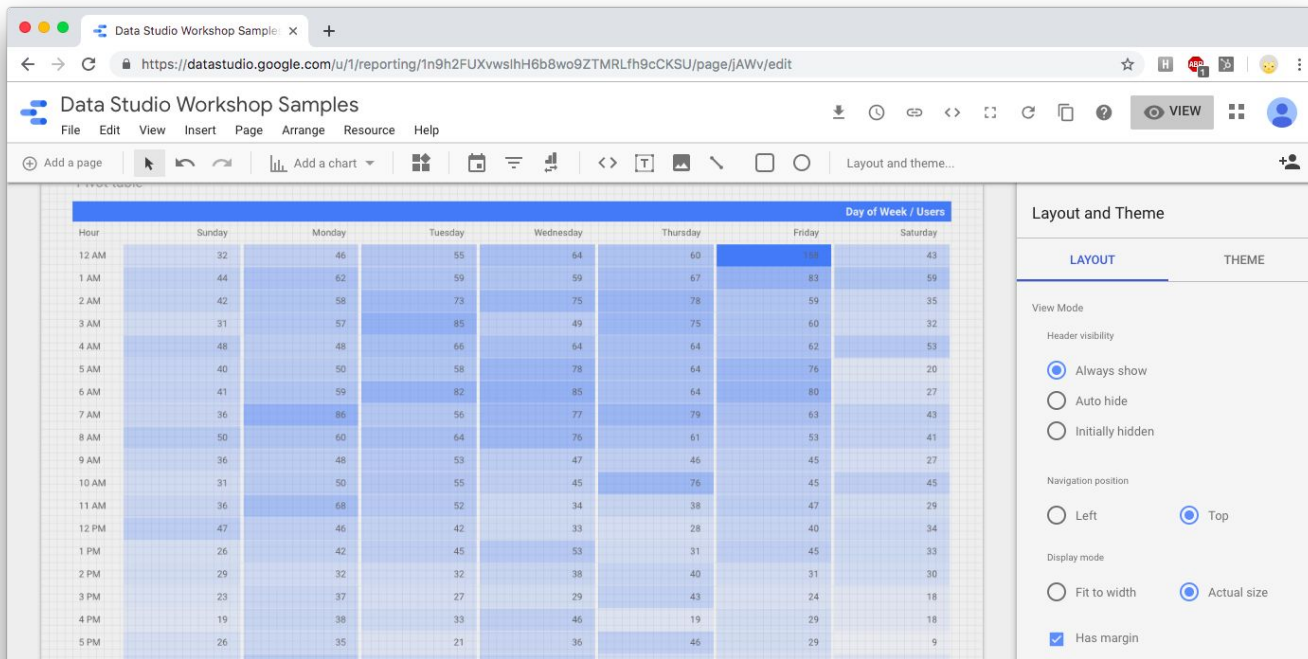 Data Studio Workshop Sample
https://datastudio.google.com/u/1/reporting/1n9h2FUXvwslhH6b8wo9ZTMRLfh9cCKSU/page/jAWv/edit
H ABP 1
Data Studio Workshop Samples
File Edit View Insert Page Arrange Resource Help
VIEW
Add a page Add a chart T Layout and theme...
Pivot table
Day of Week / Users
Hour Sunday Monday Tuesday Wednesday Thursday Friday Saturday
12 AM 32 46 55 64 60 43
1 AM 44 62 59 59 67 83 59
2 AM 42 58 73 75 78 59 35
3 AM 31 57 85 49 75 60 32
4 AM 48 48 66 64 64 62 53
5 AM 40 50 58 78 64 76 20
6 AM 41 59 82 85 64 80 27
7 AM 36 86 56 77 79 63 43
8 AM 50 60 64 76 61 53 41
9 AM 36 48 53 47 46 45 27
10 AM 31 50 55 45 76 45 45
11 AM 36 68 52 34 38 47 29
12 PM 47 46 42 33 28 40 34
1 PM 26 42 45 53 31 45 33
2 PM 29 32 32 38 40 31 30
3 PM 23 37 27 29 43 24 18
4 PM 19 38 33 46 19 29 18
5 PM 26 35 21 36 46 29 9
Layout and Theme
LAYOUT THEME
View Mode
Header visibility
Always show
Auto hide
Initially hidden
Navigation position
Left Top
Display mode
Fit to width Actual size
Has margin